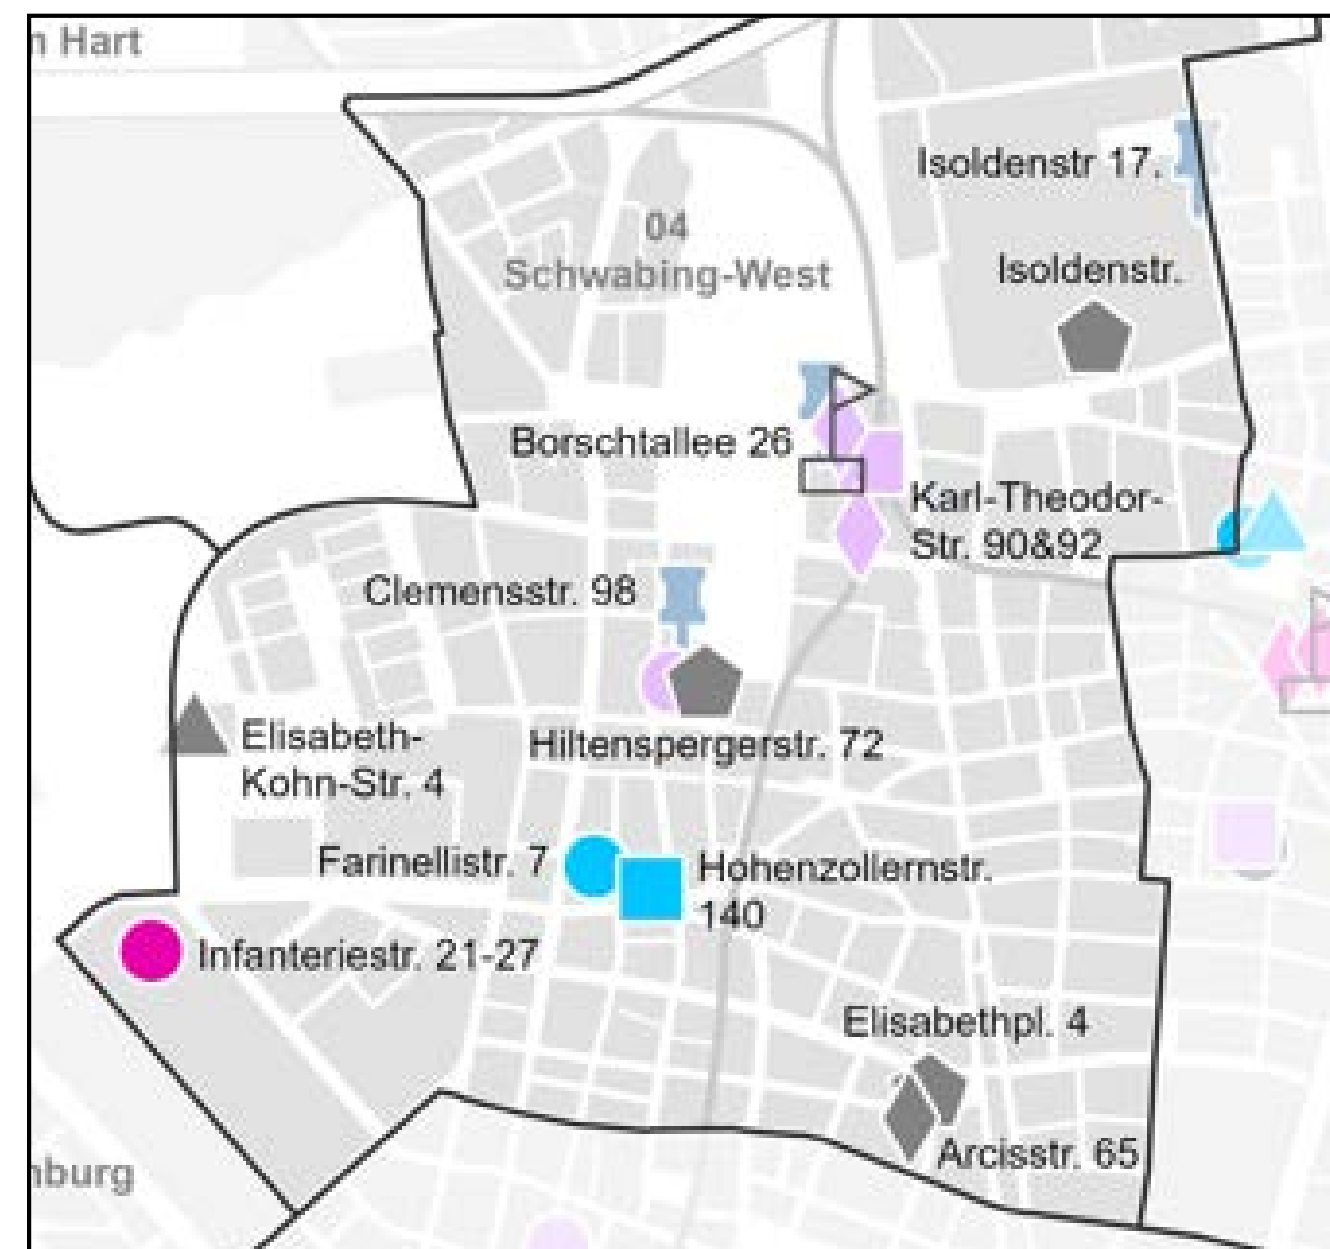 n Hart
Isoldenstr 17.
04
Schwabing-West
Isoldenstr.
Borschtallee 26
Karl-Theodor-
Str. 90&92
Clemensstr. 98
Elisabeth-
Kohn-Str. 4
Hiltenspergerstr. 72
Farinellistr. 7
Hohenzollernstr.
140
Infanteriestr. 21-27
Elisabethpl. 4
Arcisstr. 65
nburg